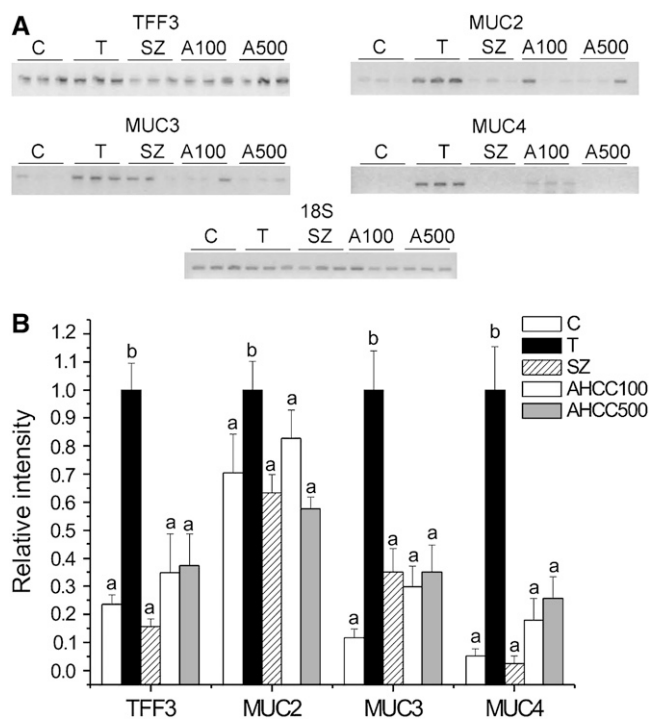 A
TFF3
C T SZ A100 A500
MUC2
C T SZ A100 A500
MUC3
C T SZ A100 A500
MUC4
C T SZ A100 A500
18S
C T SZ A100 A500
B
1.2
1.1
1.0
0.9
0.8
0.7
0.6
0.5
0.4
0.3
0.2
0.1
0.0
Relative intensity
a b a a a
a b a a a
a b a a a
a b a a a
C
T
SZ
AHCC100
AHCC500
TFF3 MUC2 MUC3 MUC4